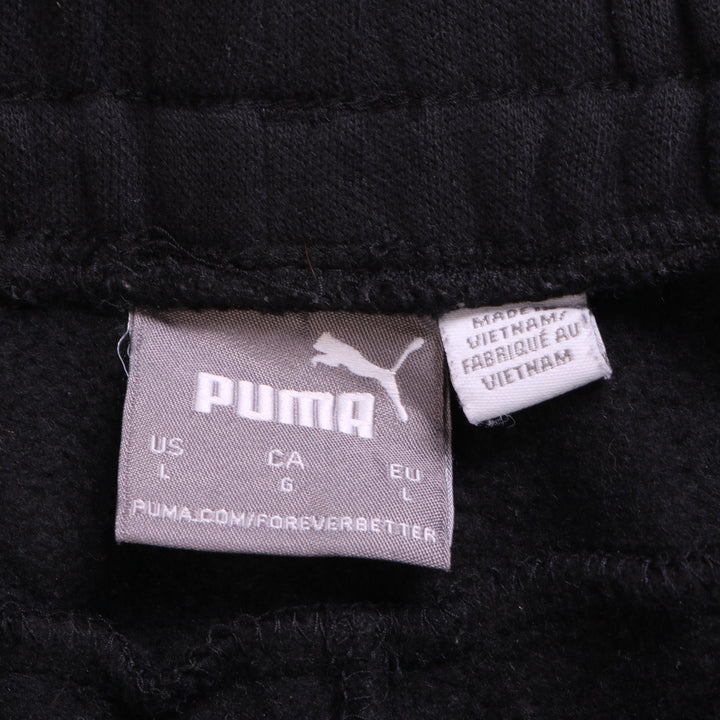 PUMA
US CA EU
L G L
PUMA.COM/FOREVERBETTER
MADE IN
VIETNAM/
FABRIQUÉ AU
VIETNAM